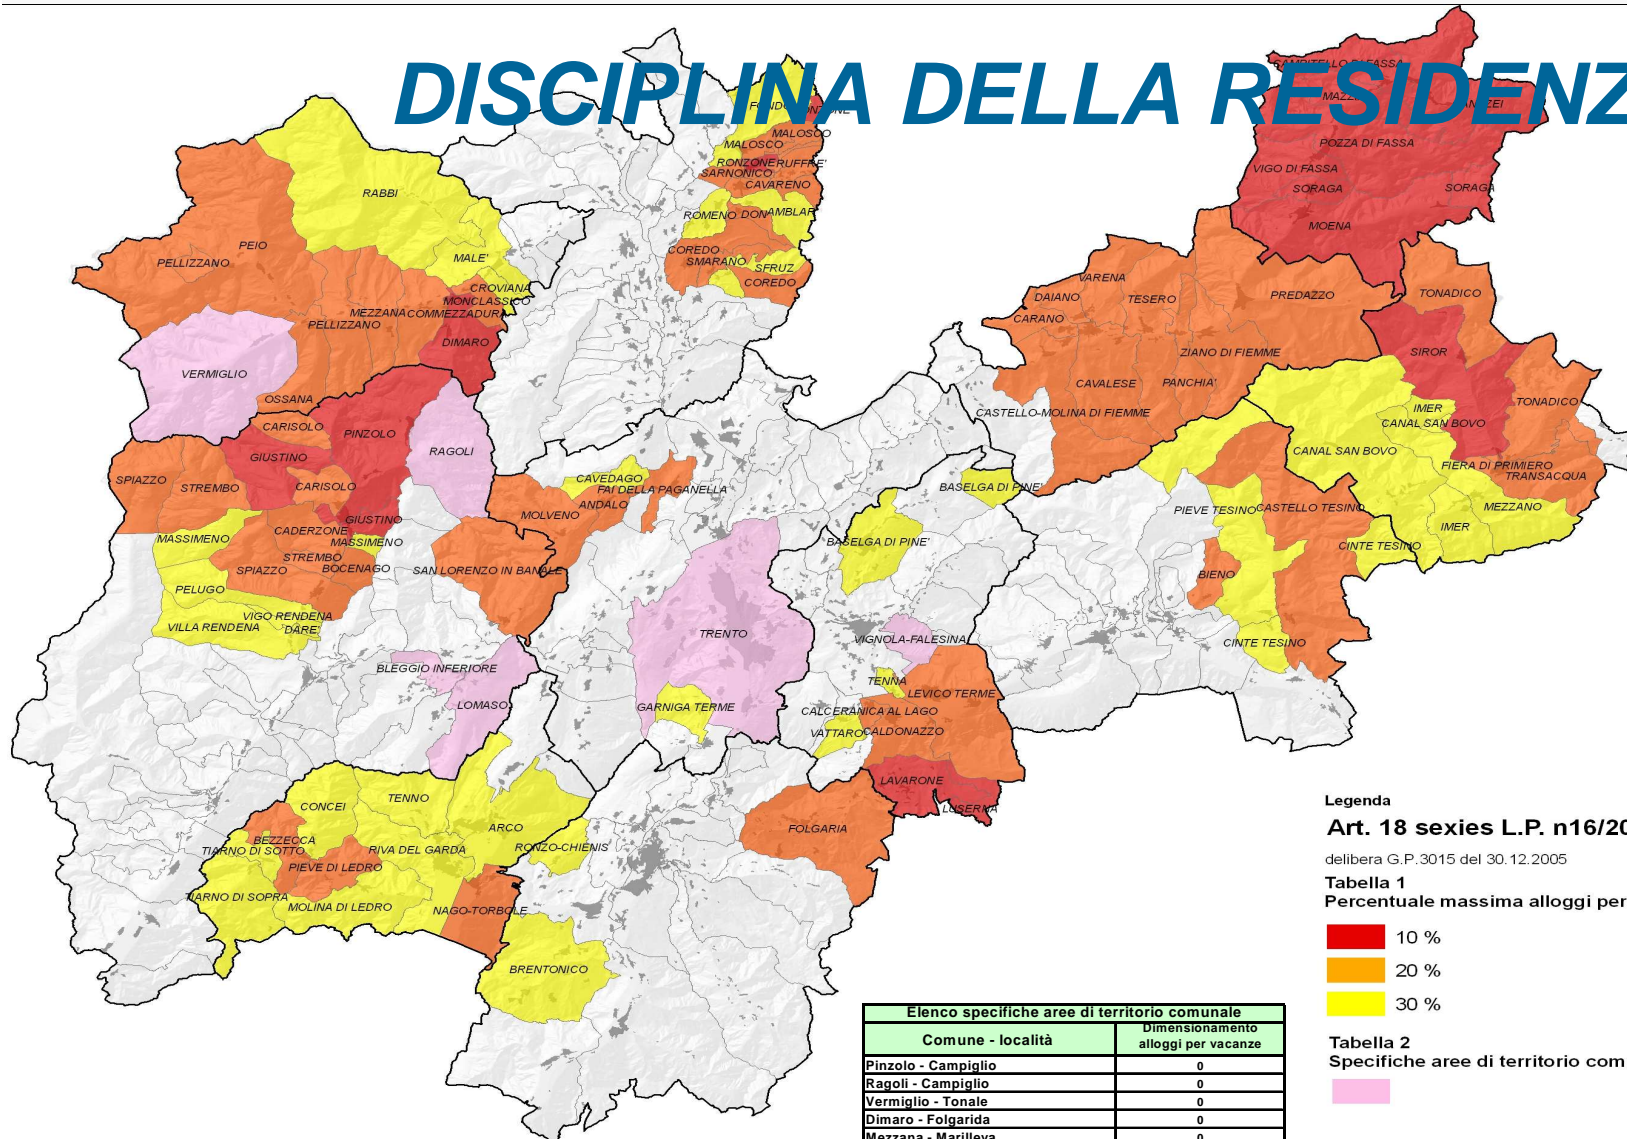 DISCIPLINA DELLA RESIDENZ
POZZA DI FASSA
VIGO DI FASSA
SORAGA
SORAGA
MOENA
MALOSCO
MALOSCO
RONZONE RUFFRE'
SARNONICO
CAVARENO
ROMENO DON AMBLAR
COREDO
SMARANO
SFRUZ
COREDO
RABBI
PEIO
PELLIZZANO
MALE'
CROVIANA
MONCLASSICO
MEZZANA COMMEZZADURA
PELLIZZANO
DIMARO
VERMIGLIO
OSSANA
CARISOLO
PINZOLO
GIUSTINO
RAGOLI
SPIAZZO
STREMBO
CARISOLO
GIUSTINO
CADERZONE
MASSIMENO
MASSIMENO
STREMBO
SPIAZZO
BOCENAGO
PELUGO
VIGO RENDENA
VILLA RENDENA
DARE'
CAVEDAGO
FAI DELLA PAGANELLA
ANDALO
MOLVENO
SAN LORENZO IN BANALE
VARENA
DAIANO
TESERO
PREDAZZO
CARANO
ZIANO DI FIEMME
CAVALESE
PANCHIA'
CASTELLO-MOLINA DI FIEMME
TONADICO
SIROR
TONADICO
IMER
CANAL SAN BOVO
CANAL SAN BOVO
FIERA DI PRIMIERO
TRANSACQUA
MEZZANO
IMER
BASELGA DI PINE'
BASELGA DI PINE'
PIEVE TESINO CASTELLO TESINO
CINTE TESINO
BIENO
CINTE TESINO
TRENTO
VIGNOLA-FALESINA
GARNIGA TERME
TENNA
LEVICO TERME
CALCERANICA AL LAGO
VATTARO CALDONAZZO
LAVARONE
LUSERNA
FOLGARIA
BLEGGIO INFERIORE
LOMASO
CONCEI
TENNO
ARCO
BEZZECCA
TIARNO DI SOTTO
RIVA DEL GARDA
RONZO-CHIENIS
PIEVE DI LEDRO
TIARNO DI SOPRA
MOLINA DI LEDRO
NAGO-TORBOLE
BRENTONICO
Legenda
Art. 18 sexies L.P. n16/20
delibera G.P.3015 del 30.12.2005
Tabella 1
Percentuale massima alloggi per
10 %
20 %
30 %
Tabella 2
Specifiche aree di territorio com
Elenco specifiche aree di territorio comunale
Comune - località Dimensionamento alloggi per vacanze
Pinzolo - Campiglio 0
Ragoli - Campiglio 0
Vermiglio - Tonale 0
Dimaro - Folgarida 0
Mezzana - Marilleva 0